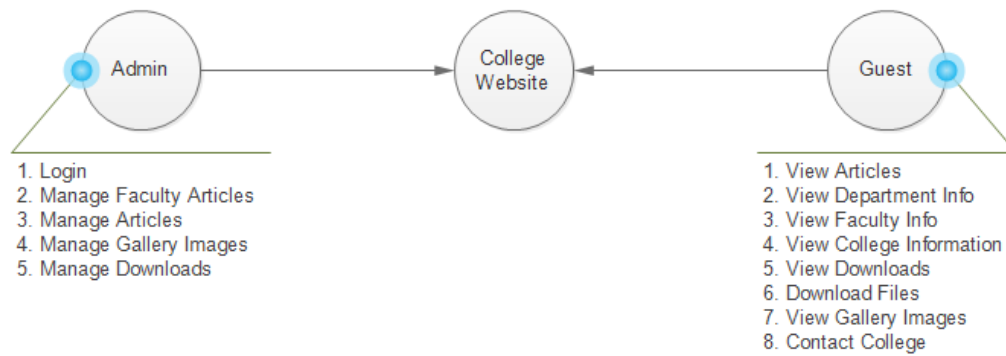 Admin
College
Website
Guest
1. Login
2. Manage Faculty Articles
3. Manage Articles
4. Manage Gallery Images
5. Manage Downloads
1. View Articles
2. View Department Info
3. View Faculty Info
4. View College Information
5. View Downloads
6. Download Files
7. View Gallery Images
8. Contact College